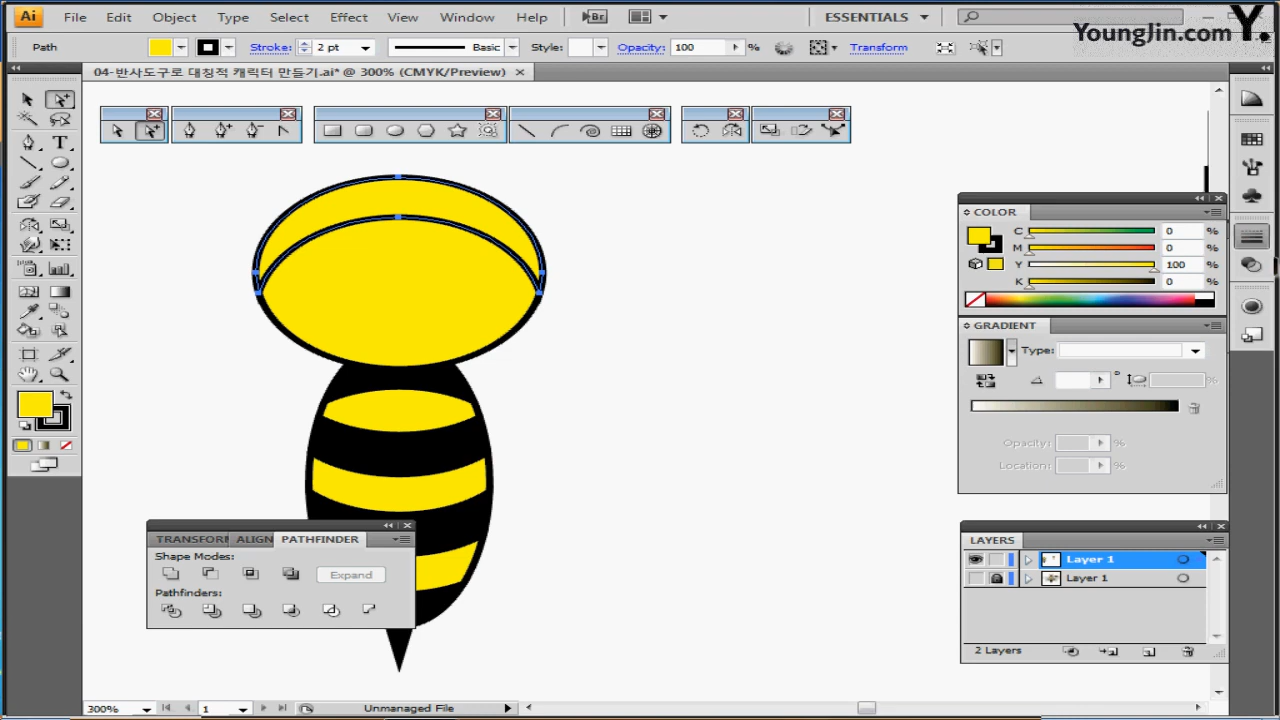 Ai File Edit Object Type Select Effect View Window Help Br ESSENTIALS
YoungJin.com Y.
Path Stroke: 2 pt Basic Style: Opacity: 100 % Transform
04-반사도구로 대칭적 캐릭터 만들기.ai* @ 300% (CMYK/Preview)
COLOR
C 0 %
M 0 %
Y 100 %
K 0 %
GRADIENT
Type:
° %
Opacity: %
Location: %
TRANSFORM ALIGN PATHFINDER
Shape Modes:
Expand
Pathfinders:
LAYERS
Layer 1
Layer 1
2 Layers
300% 1 Unmanaged File